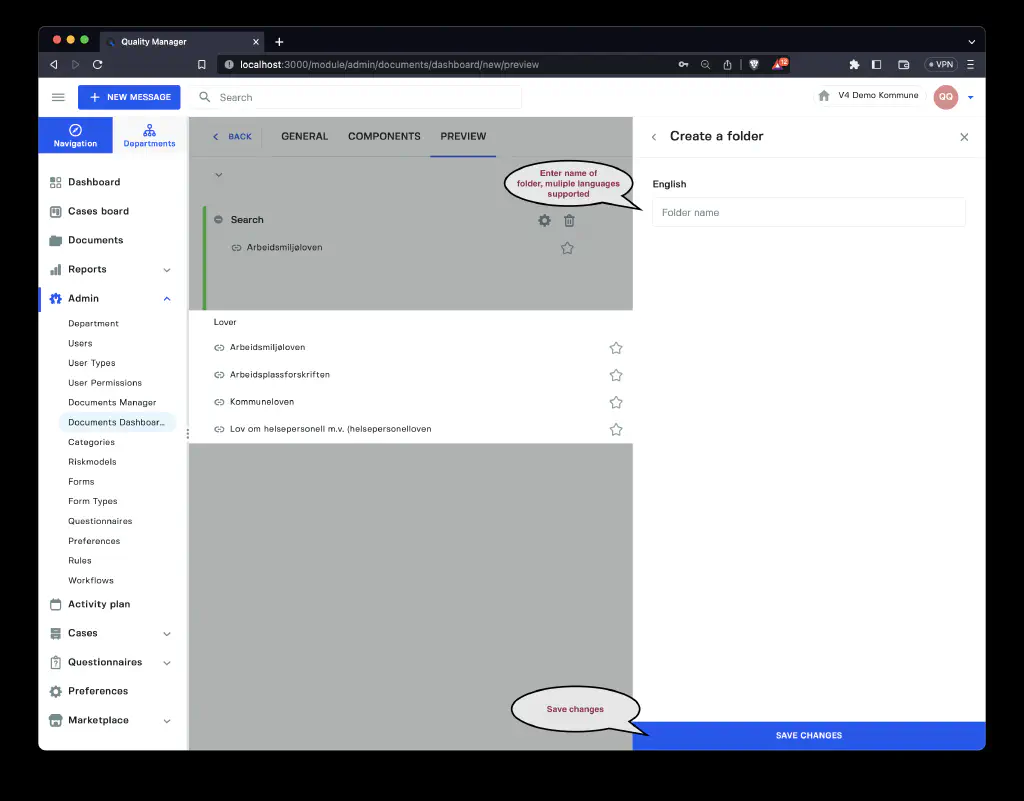 Quality Manager
localhost:3000/module/admin/documents/dashboard/new/preview
12
VPN
NEW MESSAGE
Search
V4 Demo Kommune
QQ
Navigation
Departments
BACK
GENERAL
COMPONENTS
PREVIEW
Create a folder
Dashboard
Cases board
Documents
Reports
Admin
Department
Users
User Types
User Permissions
Documents Manager
Documents Dashboar...
Categories
Riskmodels
Forms
Form Types
Questionnaires
Preferences
Rules
Workflows
Activity plan
Cases
Questionnaires
Preferences
Marketplace
Search
Arbeidsmiljøloven
Lover
Arbeidsmiljøloven
Arbeidsplassforskriften
Kommuneloven
Lov om helsepersonell m.v. (helsepersonelloven
Enter name of
folder, muliple languages
supported
English
Folder name
Save changes
SAVE CHANGES